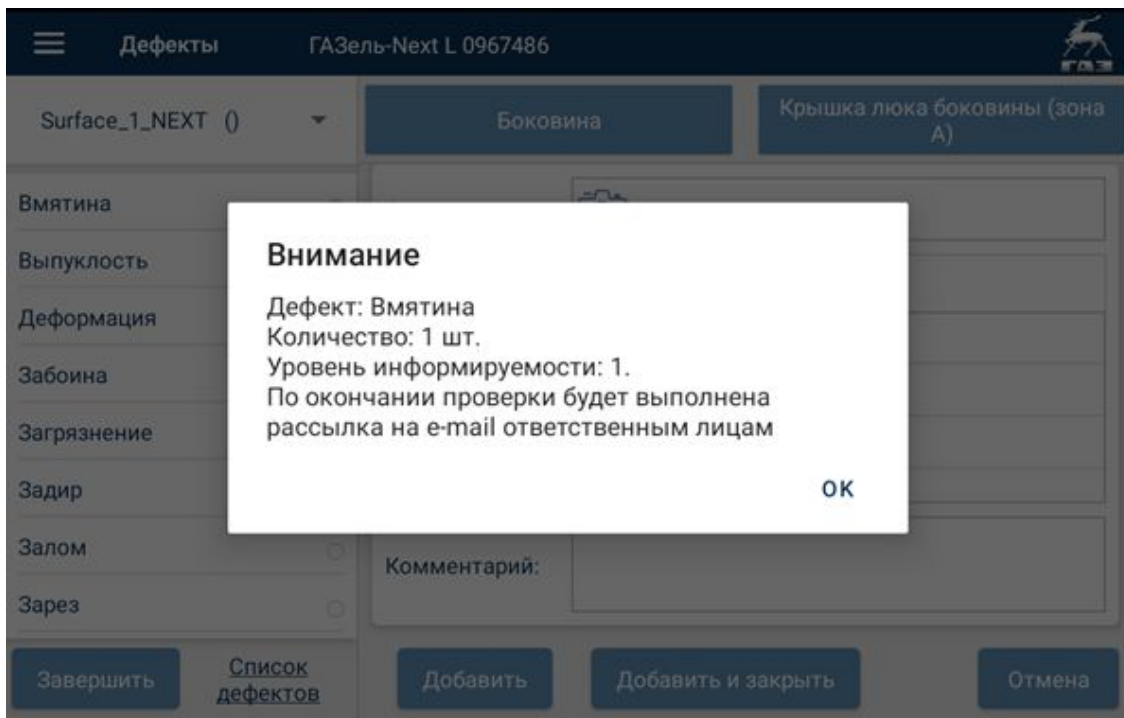 Дефекты
ГАЗель-Next L 0967486
ГАЗ
Surface_1_NEXT ()
Боковина
Крышка люка боковины (зона
А)
Вмятина
Выпуклость
Деформация
Забоина
Загрязнение
Задир
Залом
Зарез
Внимание
Дефект: Вмятина
Количество: 1 шт.
Уровень информируемости: 1.
По окончании проверки будет выполнена
рассылка на e-mail ответственным лицам
OK
Комментарий:
Завершить
Список
дефектов
Добавить
Добавить и закрыть
Отмена